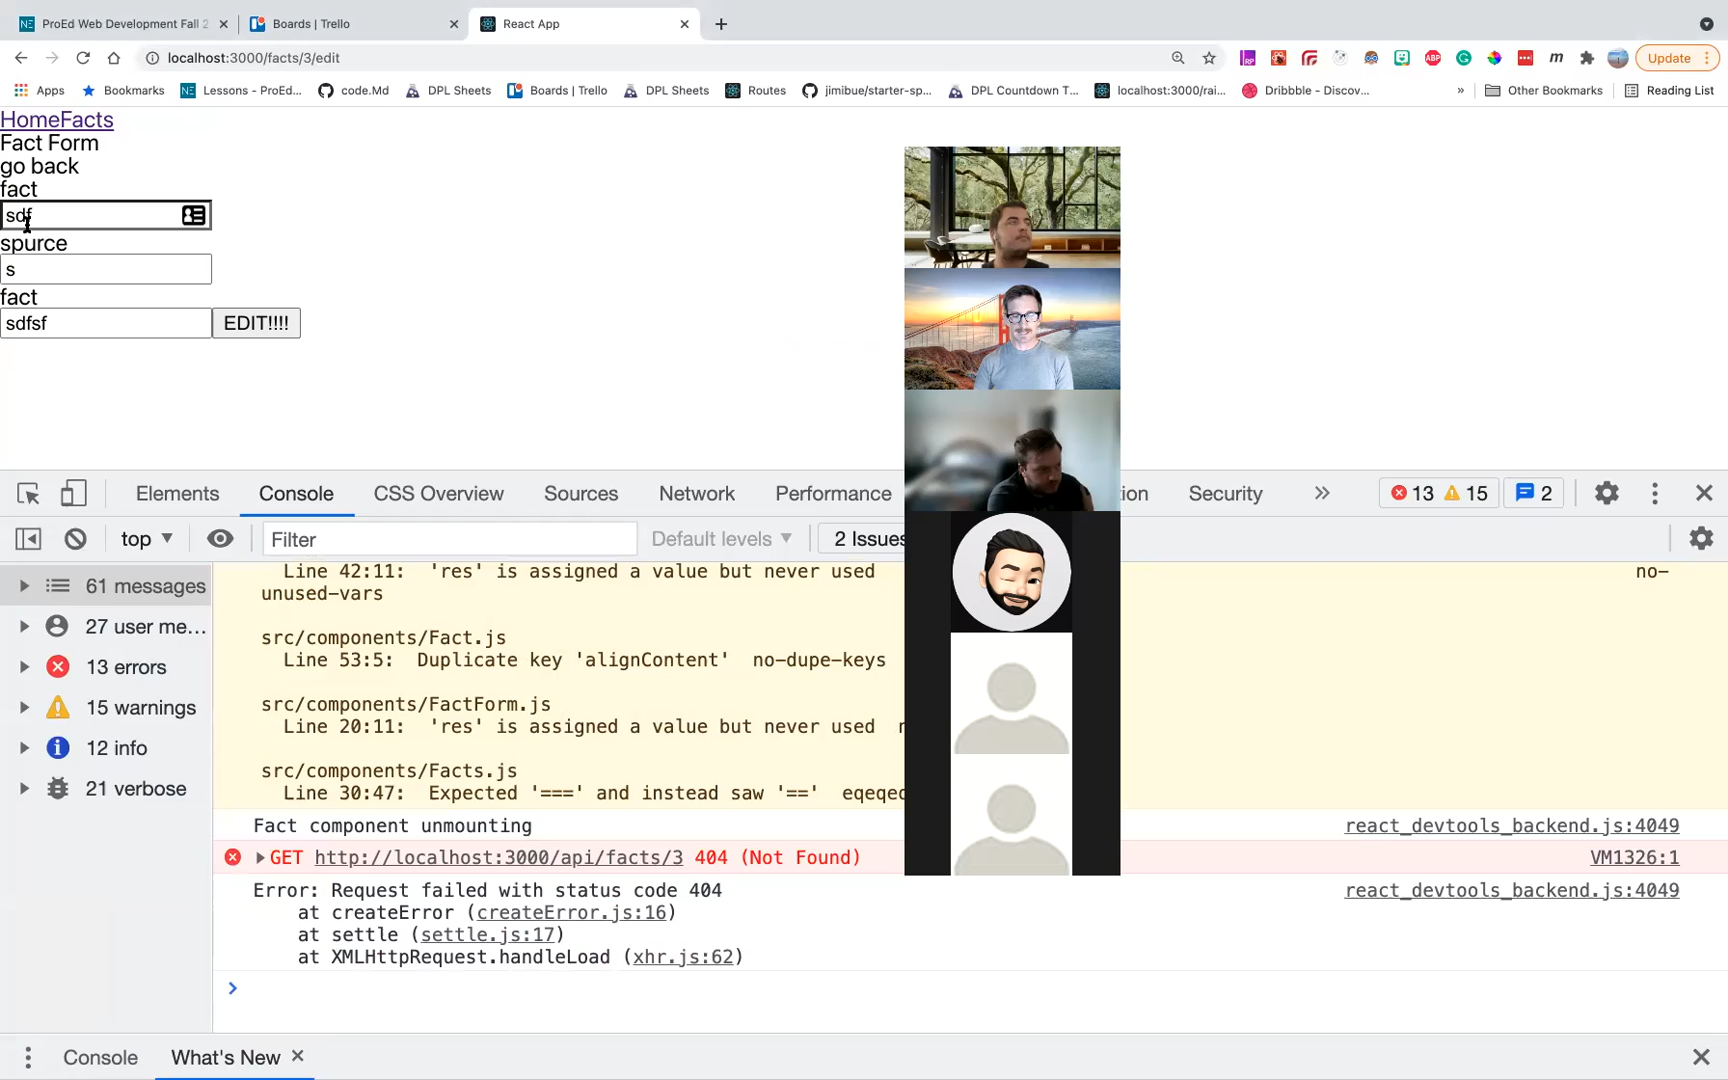 ProEd Web Development Fall 2
Boards | Trello
React App
localhost:3000/facts/3/edit
Update
Apps
Bookmarks
Lessons - ProEd...
code.Md
DPL Sheets
Boards | Trello
DPL Sheets
Routes
jimibue/starter-sp...
DPL Countdown T...
localhost:3000/rai...
Dribbble - Discov...
»
Other Bookmarks
Reading List
HomeFacts
Fact Form
go back
fact
sdf
spurce
s
fact
sdfsf
EDIT!!!!
Elements
Console
CSS Overview
Sources
Network
Performance
ion
Security
13
15
2
top
Filter
Default levels
2 Issues
61 messages
27 user me...
13 errors
15 warnings
12 info
21 verbose
Line 42:11: 'res' is assigned a value but never used no-
unused-vars
src/components/Fact.js
Line 53:5: Duplicate key 'alignContent' no-dupe-keys
src/components/FactForm.js
Line 20:11: 'res' is assigned a value but never used
src/components/Facts.js
Line 30:47: Expected '===' and instead saw '==' eqeqe
Fact component unmounting react_devtools_backend.js:4049
GET http://localhost:3000/api/facts/3 404 (Not Found) VM1326:1
Error: Request failed with status code 404 react_devtools_backend.js:4049
at createError (createError.js:16)
at settle (settle.js:17)
at XMLHttpRequest.handleLoad (xhr.js:62)
Console
What's New